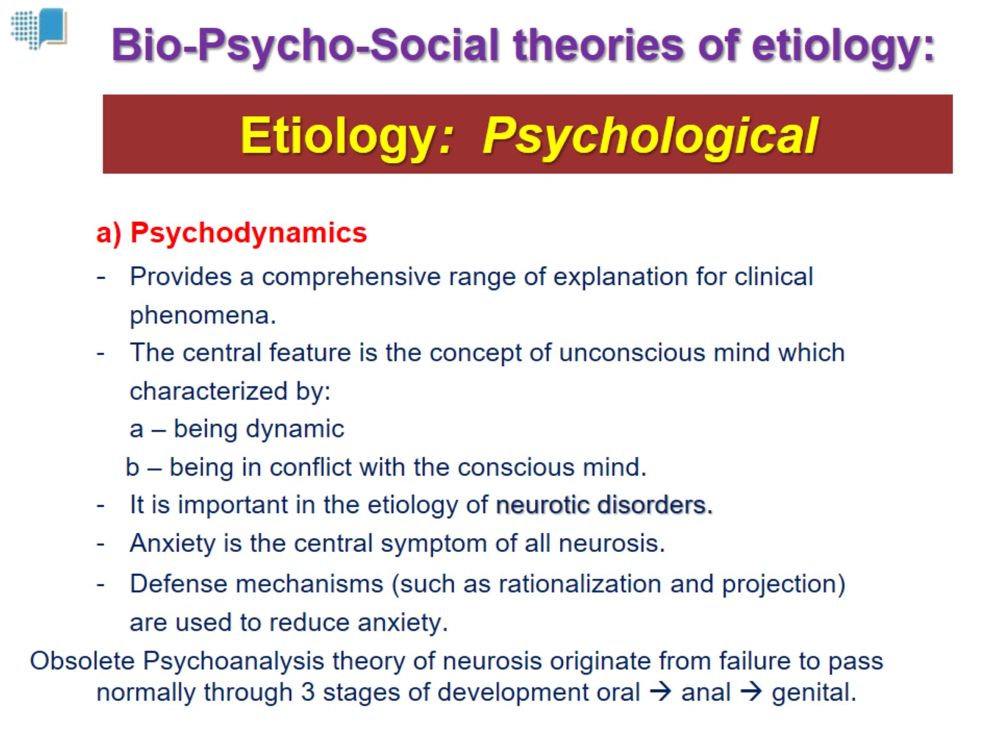 Bio-Psycho-Social theories of etiology:
Etiology: Psychological
a) Psychodynamics
- Provides a comprehensive range of explanation for clinical
phenomena.
- The central feature is the concept of unconscious mind which
characterized by:
a – being dynamic
b – being in conflict with the conscious mind.
- It is important in the etiology of neurotic disorders.
- Anxiety is the central symptom of all neurosis.
- Defense mechanisms (such as rationalization and projection)
are used to reduce anxiety.
Obsolete Psychoanalysis theory of neurosis originate from failure to pass
normally through 3 stages of development oral → anal → genital.